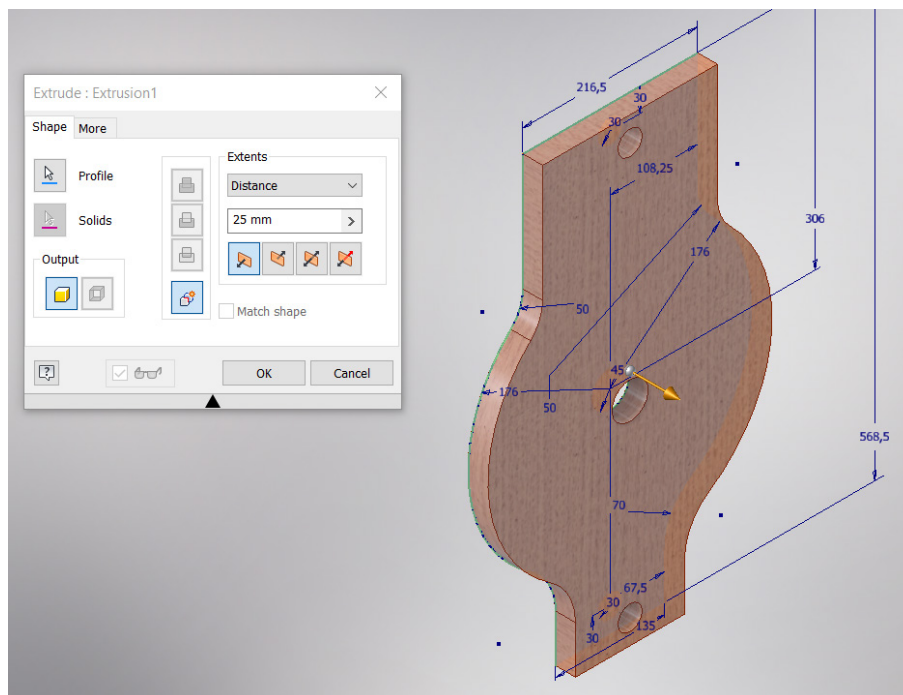 Extrude : Extrusion1
Shape
More
Profile
Solids
Output
Extents
Distance
25 mm
Match shape
OK
Cancel
216,5
30
30
108,25
306
176
50
45
176
50
568,5
70
67,5
30
135
30